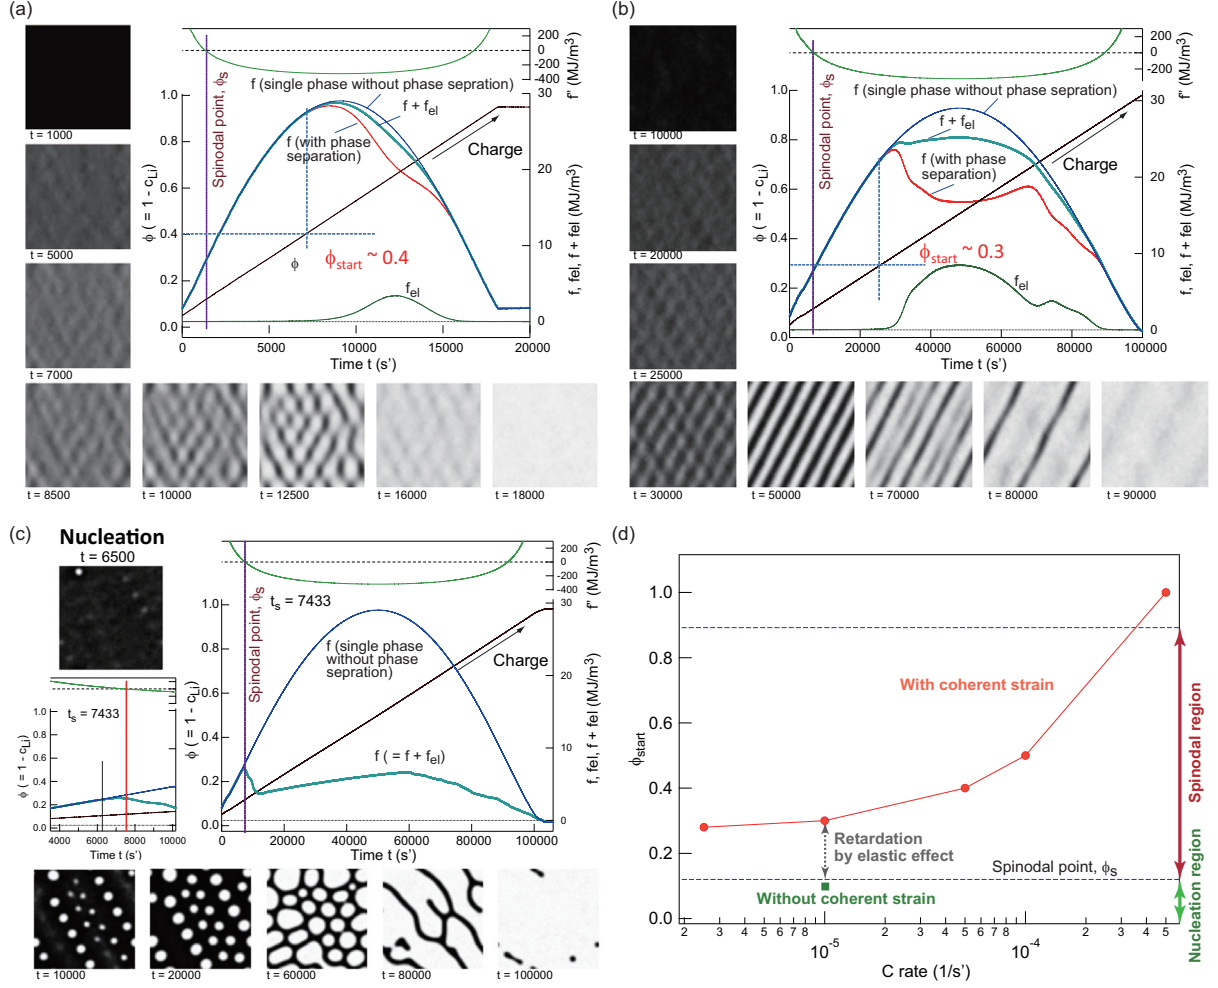 (a)
t = 1000
t = 5000
t = 7000
t = 8500
t = 10000
t = 12500
t = 16000
t = 18000
200
0
-200
-400
f" (MJ/m³)
Spinodal point, ϕs
f (single phase without phase sepration)
f + fel
f (with phase
separation)
Charge
ϕ
ϕstart ~ 0.4
fel
1.0
0.8
0.6
0.4
0.2
0.0
ϕ ( = 1 - cLi)
30
20
10
0
f, fel, f + fel (MJ/m³)
0
5000
10000
15000
20000
Time t (s')
(b)
t = 10000
t = 20000
t = 25000
t = 30000
t = 50000
t = 70000
t = 80000
t = 90000
200
0
-200
-400
f" (MJ/m³)
Spinodal point, ϕs
f (single phase without phase sepration)
f + fel
f (with phase
separation)
Charge
ϕstart ~ 0.3
fel
1.0
0.8
0.6
0.4
0.2
0.0
ϕ ( = 1 - cLi)
30
20
10
0
f, fel, f + fel (MJ/m³)
0
20000
40000
60000
80000
100000
Time t (s')
(c)
Nucleation
t = 6500
ts = 7433
1.0
0.8
0.6
0.4
0.2
0.0
ϕ ( = 1 - cLi)
4000
6000
8000
10000
Time t (s')
200
0
-200
-400
f" (MJ/m³)
Spinodal point, ϕs
ts = 7433
f (single phase
without phase
sepration)
Charge
f ( = f + fel)
1.0
0.8
0.6
0.4
0.2
0.0
ϕ ( = 1 - cLi)
30
20
10
0
f, fel, f + fel (MJ/m³)
0
20000
40000
60000
80000
100000
Time t (s')
t = 10000
t = 20000
t = 60000
t = 80000
t = 100000
(d)
1.0
0.8
0.6
0.4
0.2
0.0
ϕstart
With coherent strain
Retardation
by elastic effect
Spinodal point, ϕs
Without coherent strain
Spinodal region
Nucleation region
2 3 4 5 6 7 8 10⁻⁵ 2 3 4 5 6 7 8 10⁻⁴ 2 3 4 5
C rate (1/s')